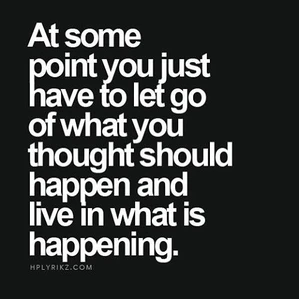 At some
point you just
have to let go
of what you
thought should
happen and
live in what is
happening.
HPLYRIKZ.COM